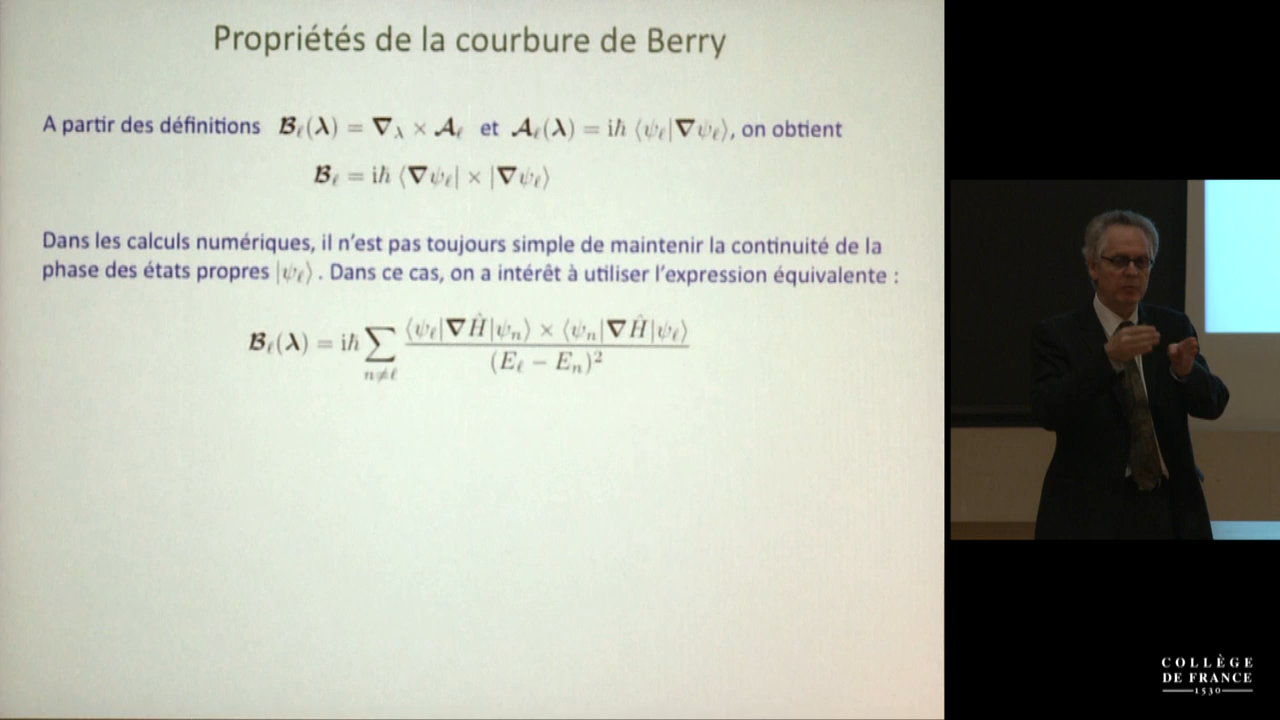 Propriétés de la courbure de Berry
A partir des définitions 𝓑ℓ(λ) = ∇λ × 𝓐ℓ et 𝓐ℓ(λ) = iℏ ⟨ψℓ|∇ψℓ⟩, on obtient
𝓑ℓ = iℏ ⟨∇ψℓ| × |∇ψℓ⟩
Dans les calculs numériques, il n'est pas toujours simple de maintenir la continuité de la
phase des états propres |ψℓ⟩. Dans ce cas, on a intérêt à utiliser l'expression équivalente :
𝓑ℓ(λ) = iℏ ∑n≠ℓ ⟨ψℓ|∇Ĥ|ψn⟩ × ⟨ψn|∇Ĥ|ψℓ⟩ / (Eℓ − En)²
COLLÈGE
DE FRANCE
1530